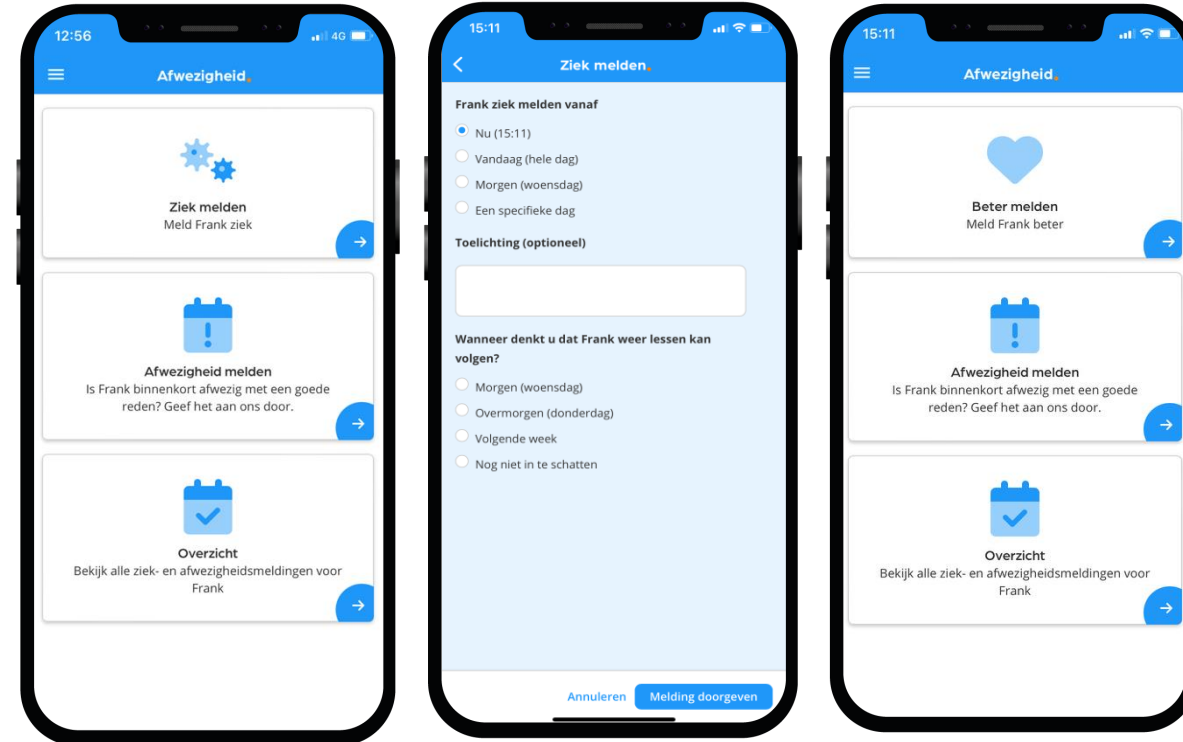 12:56
4G
Afwezigheid.
Ziek melden
Meld Frank ziek
Afwezigheid melden
Is Frank binnenkort afwezig met een goede
reden? Geef het aan ons door.
Overzicht
Bekijk alle ziek- en afwezigheidsmeldingen voor
Frank
15:11
Ziek melden.
Frank ziek melden vanaf
Nu (15:11)
Vandaag (hele dag)
Morgen (woensdag)
Een specifieke dag
Toelichting (optioneel)
Wanneer denkt u dat Frank weer lessen kan
volgen?
Morgen (woensdag)
Overmorgen (donderdag)
Volgende week
Nog niet in te schatten
Annuleren
Melding doorgeven
15:11
Afwezigheid.
Beter melden
Meld Frank beter
Afwezigheid melden
Is Frank binnenkort afwezig met een goede
reden? Geef het aan ons door.
Overzicht
Bekijk alle ziek- en afwezigheidsmeldingen voor
Frank